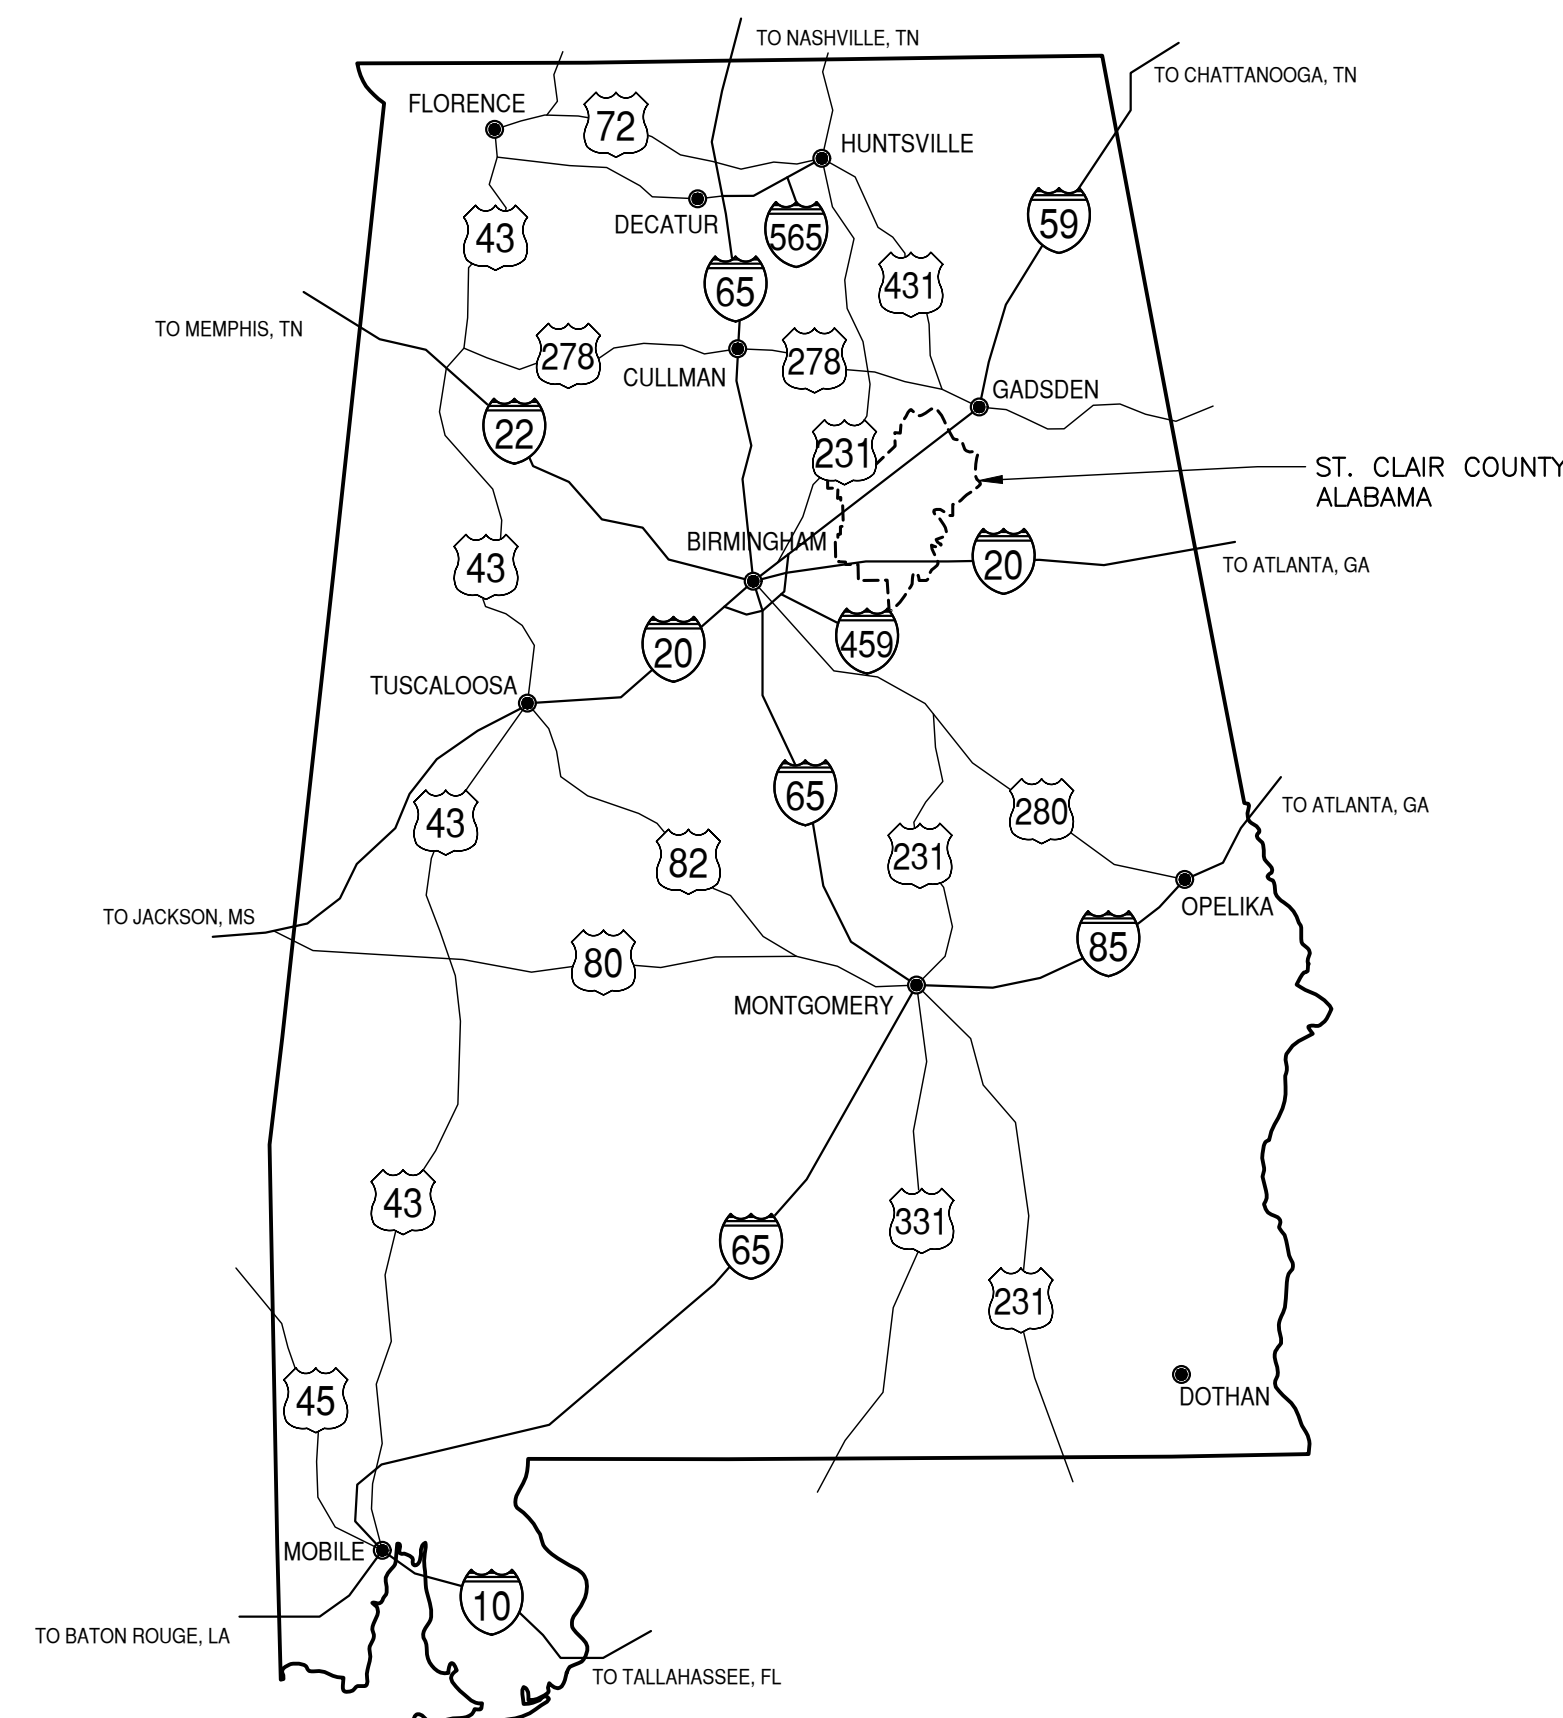 TO NASHVILLE, TN
TO CHATTANOOGA, TN
FLORENCE
72
HUNTSVILLE
DECATUR
565
59
43
65
431
TO MEMPHIS, TN
278
278
CULLMAN
GADSDEN
22
231
ST. CLAIR COUNTY
ALABAMA
BIRMINGHAM
43
20
TO ATLANTA, GA
459
20
TUSCALOOSA
65
280
TO ATLANTA, GA
43
82
231
OPELIKA
TO JACKSON, MS
85
80
MONTGOMERY
43
331
65
231
45
DOTHAN
MOBILE
10
TO BATON ROUGE, LA
TO TALLAHASSEE, FL